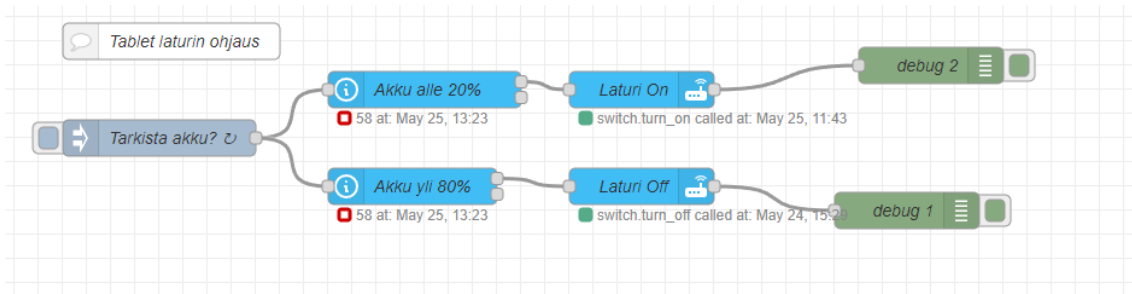 Tablet laturin ohjaus
debug 2
Akku alle 20%
Laturi On
58 at: May 25, 13:23
switch.turn_on called at: May 25, 11:43
Tarkista akku? ↻
Akku yli 80%
Laturi Off
58 at: May 25, 13:23
switch.turn_off called at: May 24, 15:29
debug 1